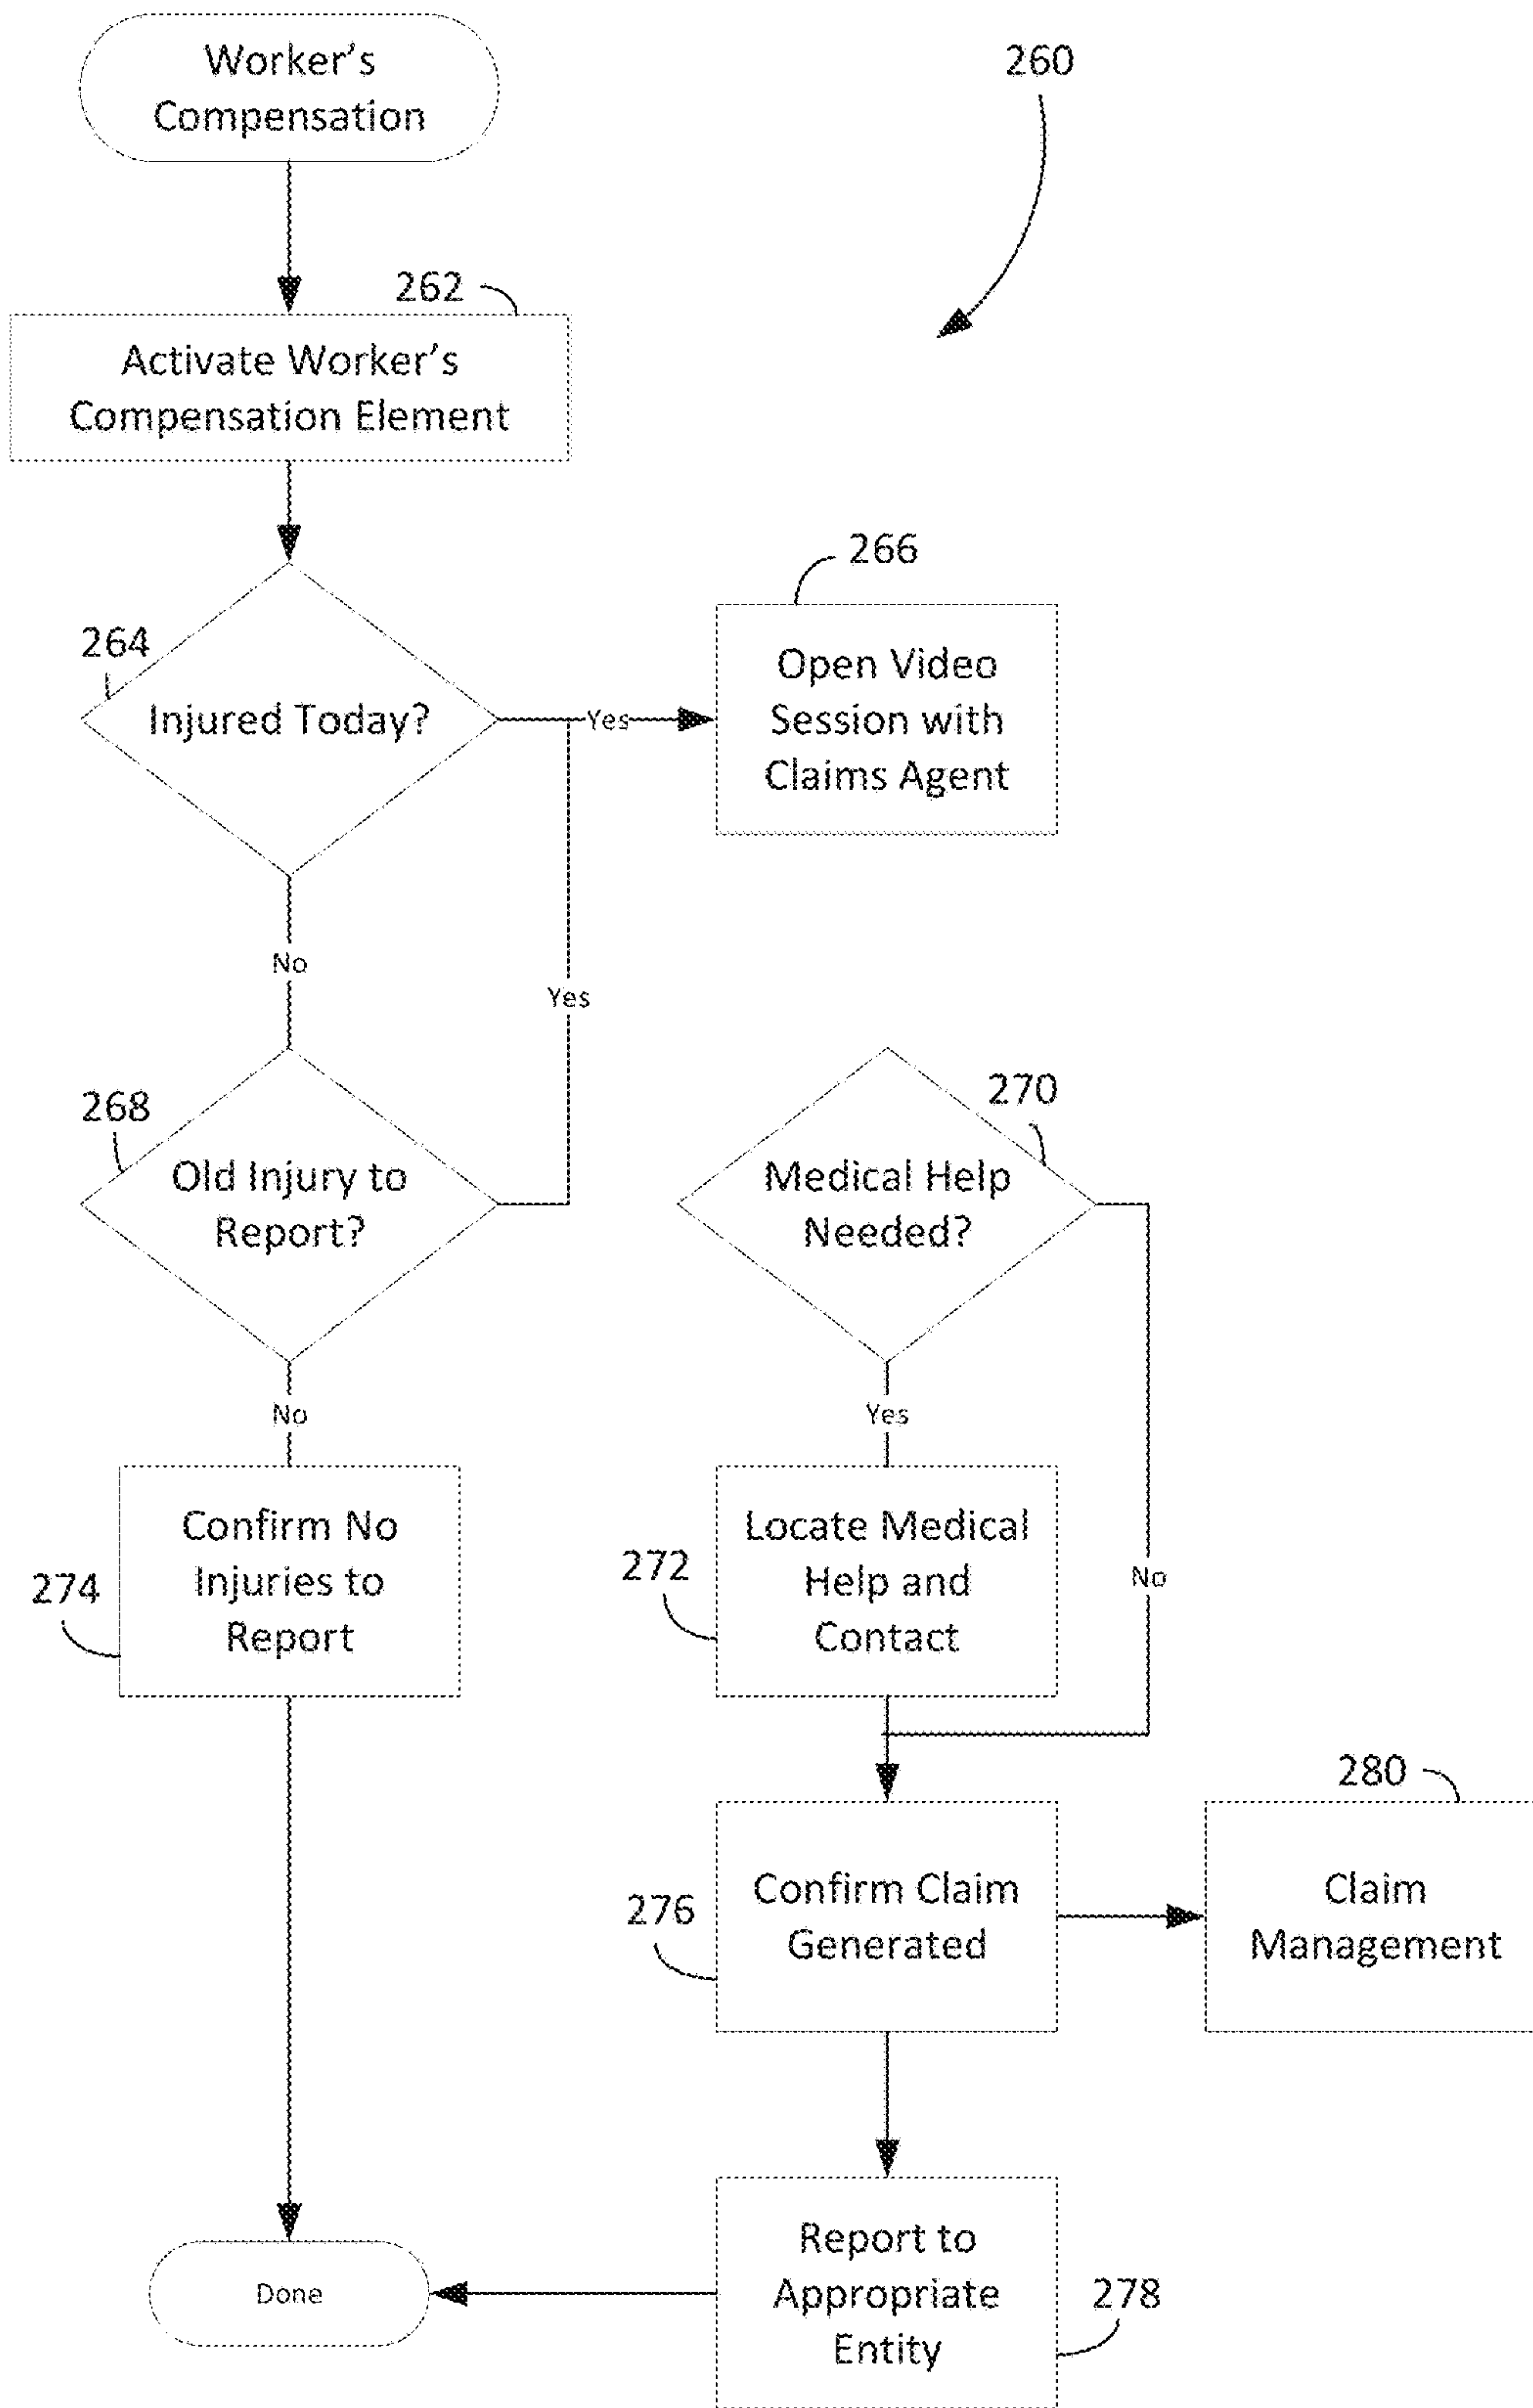 Worker's
Compensation
260
262
Activate Worker's
Compensation Element
266
264
Injured Today?
Yes
Open Video
Session with
Claims Agent
No
Yes
268
Old Injury to
Report?
270
Medical Help
Needed?
No
Yes
274
Confirm No
Injuries to
Report
272
Locate Medical
Help and
Contact
No
280
276
Confirm Claim
Generated
Claim
Management
Done
Report to
Appropriate
Entity
278